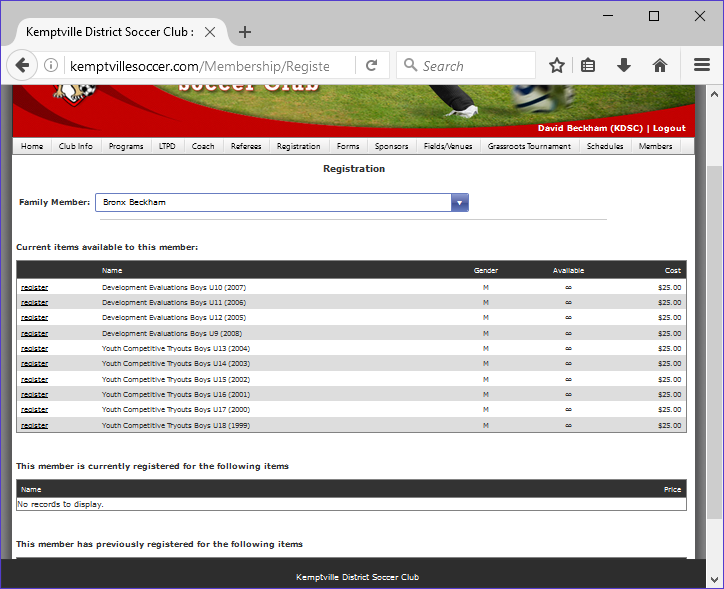 Kemptville District Soccer Club :
kemptvillesoccer.com/Membership/Registe
Search
Soccer Club
David Beckham (KDSC) | Logout
Home Club Info Programs LTPD Coach Referees Registration Forms Sponsors Fields/Venues Grassroots Tournament Schedules Members
Registration
Family Member: Bronx Beckham
Current items available to this member:
Name Gender Available Cost
register Development Evaluations Boys U10 (2007) M ∞ $25.00
register Development Evaluations Boys U11 (2006) M ∞ $25.00
register Development Evaluations Boys U12 (2005) M ∞ $25.00
register Development Evaluations Boys U9 (2008) M ∞ $25.00
register Youth Competitive Tryouts Boys U13 (2004) M ∞ $25.00
register Youth Competitive Tryouts Boys U14 (2003) M ∞ $25.00
register Youth Competitive Tryouts Boys U15 (2002) M ∞ $25.00
register Youth Competitive Tryouts Boys U16 (2001) M ∞ $25.00
register Youth Competitive Tryouts Boys U17 (2000) M ∞ $25.00
register Youth Competitive Tryouts Boys U18 (1999) M ∞ $25.00
This member is currently registered for the following items
Name Price
No records to display.
This member has previously registered for the following items
Kemptville District Soccer Club